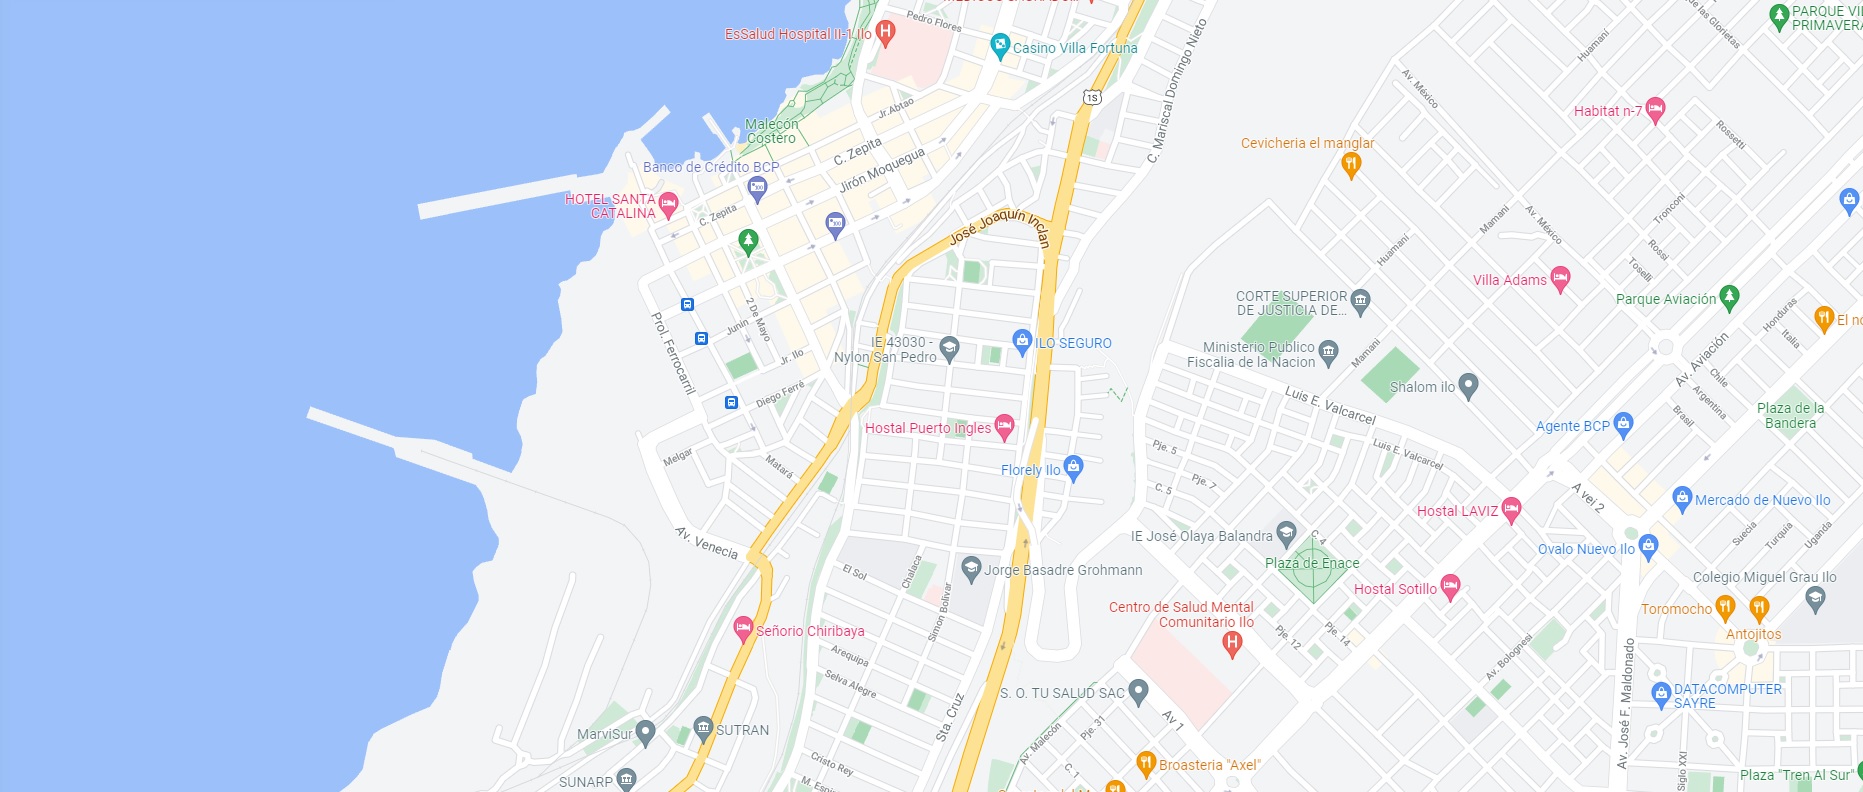 Pedro Flores
EsSalud Hospital II-1 Ilo
Casino Villa Fortuna
PARQUE VI
PRIMAVERA
Huamani
Av. México
C. Mariscal Domingo Nieto
1S
Habitat n-7
Rossetti
Jr. Abtao
Malecón
Costero
C. Zepita
Jirón Moquegua
Banco de Crédito BCP
Cevicheria el manglar
HOTEL SANTA
CATALINA
C. Zepita
José Joaquín Inclan
Tronconi
Mamani
Av. México
Huamaní
Rossi
Toselli
Villa Adams
Parque Aviación
CORTE SUPERIOR
DE JUSTICIA DE...
2 De Mayo
Junin
Prol. Ferrocarril
Honduras
Italia
El no
IE 43030 -
Nylon San Pedro
ILO SEGURO
Ministerio Publico
Fiscalia de la Nacion
Mamani
Av. Aviación
Jr. Ilo
Diego Ferré
Chile
Argentina
Brasil
Shalom ilo
Luis E. Valcarcel
Plaza de la
Bandera
Hostal Puerto Ingles
Agente BCP
Melgar
Matará
Pje. 5
Luis E. Valcarcel
Florely Ilo
Pje. 7
C. 5
A vei 2
Mercado de Nuevo Ilo
Hostal LAVIZ
Suecia
Turquia
Uganda
Av. Venecia
IE José Olaya Balandra
C. 4
Ovalo Nuevo Ilo
Plaza de Enace
El Sol
Chalaca
Jorge Basadre Grohmann
Colegio Miguel Grau Ilo
Hostal Sotillo
Simon Bolivar
Centro de Salud Mental
Comunitario Ilo
Toromocho
Antojitos
Señorio Chiribaya
Pje. 12
Pje. 14
Av. Bolognesi
Arequipa
Selva Alegre
Av. José F. Maldonado
S. O. TU SALUD SAC
DATACOMPUTER
SAYRE
Sta. Cruz
Av 1
Pje. 31
Av. Malecón
MarviSur
SUTRAN
Cristo Rey
C. 1
Broasteria "Axel"
Siglo XXI
Plaza "Tren Al Sur"
SUNARP